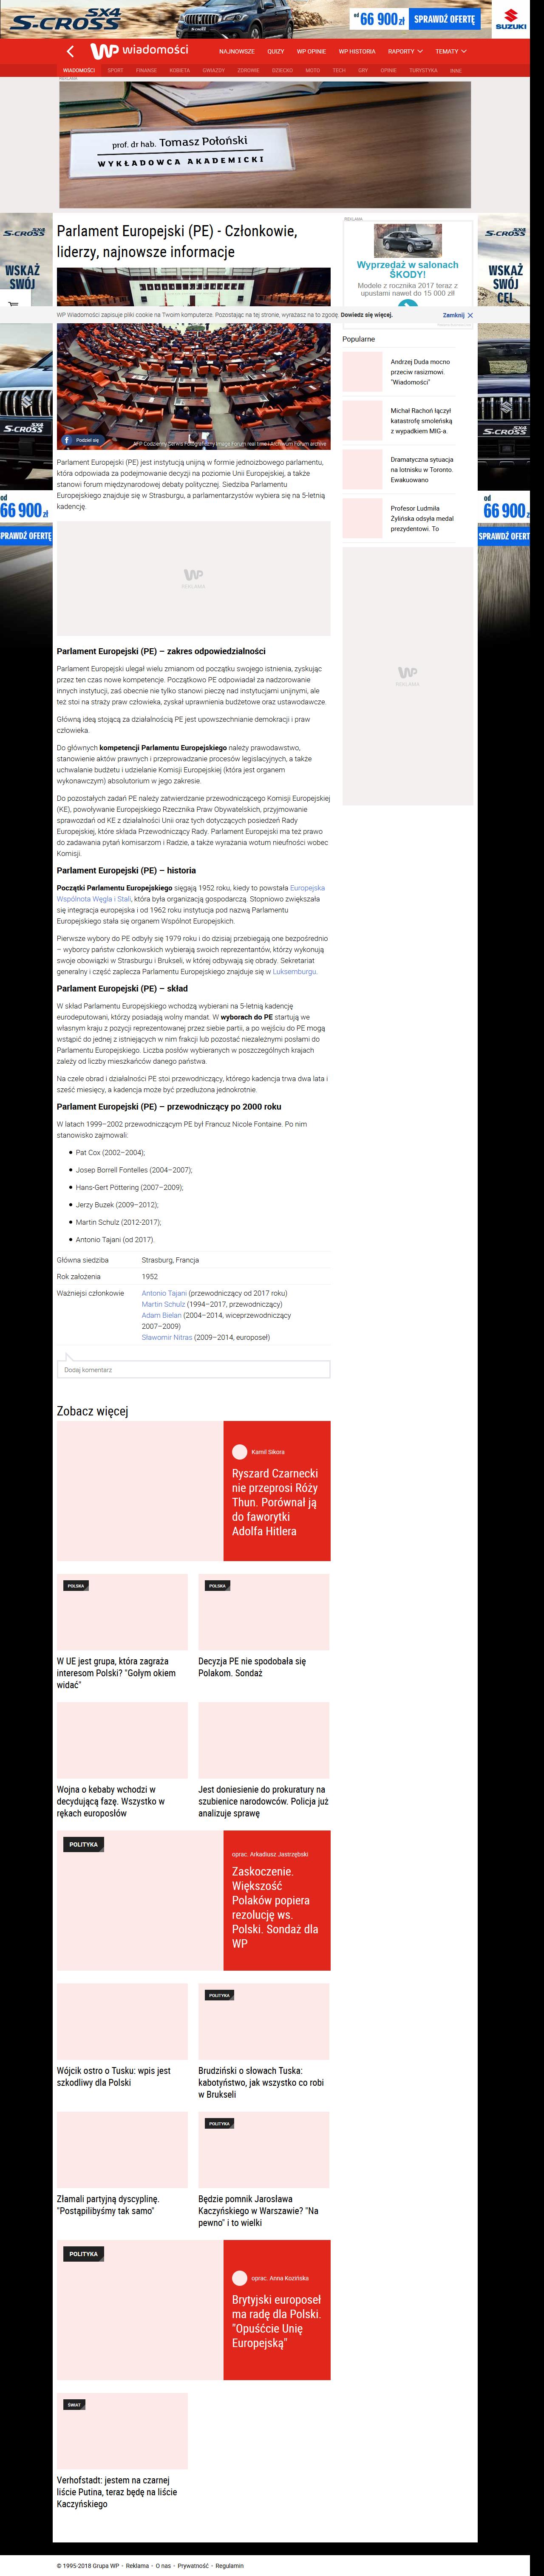 S-CROSS 5X4
od 66 900 zł SPRAWDŹ OFERTĘ
SUZUKI
WP wiadomości
NAJNOWSZE QUIZY WP OPINIE WP HISTORIA RAPORTY TEMATY
WIADOMOŚCI SPORT FINANSE KOBIETA GWIAZDY ZDROWIE DZIECKO MOTO TECH GRY OPINIE TURYSTYKA INNE
REKLAMA
prof. dr hab. Tomasz Połoński
WYKŁADOWCA AKADEMICKI
S-CROSS
WSKAŹ
SWÓJ
od
66 900 zł
SPRAWDŹ OFERTĘ
Parlament Europejski (PE) - Członkowie,
liderzy, najnowsze informacje
WP Wiadomości zapisuje pliki cookie na Twoim komputerze. Pozostając na tej stronie, wyrażasz na to zgodę. Dowiedz się więcej.
Zamknij
Podziel się
AFP Codzienny Serwis Fotograficzny Image Forum real time i Archiwum Forum archive
Parlament Europejski (PE) jest instytucją unijną w formie jednoizbowego parlamentu,
która odpowiada za podejmowanie decyzji na poziomie Unii Europejskiej, a także
stanowi forum międzynarodowej debaty politycznej. Siedziba Parlamentu
Europejskiego znajduje się w Strasburgu, a parlamentarzystów wybiera się na 5-letnią
kadencję.
WP
REKLAMA
Parlament Europejski (PE) – zakres odpowiedzialności
Parlament Europejski ulegał wielu zmianom od początku swojego istnienia, zyskując
przez ten czas nowe kompetencje. Początkowo PE odpowiadał za nadzorowanie
innych instytucji, zaś obecnie nie tylko stanowi pieczę nad instytucjami unijnymi, ale
też stoi na straży praw człowieka, zyskał uprawnienia budżetowe oraz ustawodawcze.
Główną ideą stojącą za działalnością PE jest upowszechnianie demokracji i praw
człowieka.
Do głównych kompetencji Parlamentu Europejskiego należy prawodawstwo,
stanowienie aktów prawnych i przeprowadzanie procesów legislacyjnych, a także
uchwalanie budżetu i udzielanie Komisji Europejskiej (która jest organem
wykonawczym) absolutorium w jego zakresie.
Do pozostałych zadań PE należy zatwierdzanie przewodniczącego Komisji Europejskiej
(KE), powoływanie Europejskiego Rzecznika Praw Obywatelskich, przyjmowanie
sprawozdań od KE z działalności Unii oraz tych dotyczących posiedzeń Rady
Europejskiej, które składa Przewodniczący Rady. Parlament Europejski ma też prawo
do zadawania pytań komisarzom i Radzie, a także wyrażania wotum nieufności wobec
Komisji.
Parlament Europejski (PE) – historia
Początki Parlamentu Europejskiego sięgają 1952 roku, kiedy to powstała Europejska
Wspólnota Węgla i Stali, która była organizacją gospodarczą. Stopniowo zwiększała
się integracja europejska i od 1962 roku instytucja pod nazwą Parlamentu
Europejskiego stała się organem Wspólnot Europejskich.
Pierwsze wybory do PE odbyły się 1979 roku i do dzisiaj przebiegają one bezpośrednio
– wyborcy państw członkowskich wybierają swoich reprezentantów, którzy wykonują
swoje obowiązki w Strasburgu i Brukseli, w której odbywają się obrady. Sekretariat
generalny i część zaplecza Parlamentu Europejskiego znajduje się w Luksemburgu.
Parlament Europejski (PE) – skład
W skład Parlamentu Europejskiego wchodzą wybierani na 5-letnią kadencję
eurodeputowani, którzy posiadają wolny mandat. W wyborach do PE startują we
własnym kraju z pozycji reprezentowanej przez siebie partii, a po wejściu do PE mogą
wstąpić do jednej z istniejących w nim frakcji lub pozostać niezależnymi posłami do
Parlamentu Europejskiego. Liczba posłów wybieranych w poszczególnych krajach
zależy od liczby mieszkańców danego państwa.
Na czele obrad i działalności PE stoi przewodniczący, którego kadencja trwa dwa lata i
sześć miesięcy, a kadencja może być przedłużona jednokrotnie.
Parlament Europejski (PE) – przewodniczący po 2000 roku
W latach 1999–2002 przewodniczącym PE był Francuz Nicole Fontaine. Po nim
stanowisko zajmowali:
Pat Cox (2002–2004);
Josep Borrell Fontelles (2004–2007);
Hans-Gert Pöttering (2007–2009);
Jerzy Buzek (2009–2012);
Martin Schulz (2012-2017);
Antonio Tajani (od 2017).
Główna siedziba Strasburg, Francja
Rok założenia 1952
Ważniejsi członkowie Antonio Tajani (przewodniczący od 2017 roku)
Martin Schulz (1994–2017, przewodniczący)
Adam Bielan (2004–2014, wiceprzewodniczący
2007–2009)
Sławomir Nitras (2009–2014, europoseł)
Dodaj komentarz
REKLAMA
Wyprzedaż w salonach
ŠKODY!
Modele z rocznika 2017 teraz z
upustami nawet do 15 000 zł!
Popularne
Andrzej Duda mocno
przeciw rasizmowi.
"Wiadomości"
Michał Rachoń łączył
katastrofę smoleńską
z wypadkiem MIG-a.
Dramatyczna sytuacja
na lotnisku w Toronto.
Ewakuowano
Profesor Ludmiła
Żylińska odsyła medal
prezydentowi. To
WP
REKLAMA
S-CROSS
WSKAŹ
SWÓJ
CEL
S-CROSS
od
66 900 z
SPRAWDŹ OFERT
Zobacz więcej
Kamil Sikora
Ryszard Czarnecki
nie przeprosi Róży
Thun. Porównał ją
do faworytki
Adolfa Hitlera
POLSKA
W UE jest grupa, która zagraża
interesom Polski? "Gołym okiem
widać"
POLSKA
Decyzja PE nie spodobała się
Polakom. Sondaż
Wojna o kebaby wchodzi w
decydującą fazę. Wszystko w
rękach europosłów
Jest doniesienie do prokuratury na
szubienice narodowców. Policja już
analizuje sprawę
POLITYKA
oprac. Arkadiusz Jastrzębski
Zaskoczenie.
Większość
Polaków popiera
rezolucję ws.
Polski. Sondaż dla
WP
Wójcik ostro o Tusku: wpis jest
szkodliwy dla Polski
POLITYKA
Brudziński o słowach Tuska:
kabotyństwo, jak wszystko co robi
w Brukseli
Złamali partyjną dyscyplinę.
"Postąpilibyśmy tak samo"
POLITYKA
Będzie pomnik Jarosława
Kaczyńskiego w Warszawie? "Na
pewno" i to wielki
POLITYKA
oprac. Anna Kozińska
Brytyjski europoseł
ma radę dla Polski.
"Opuśćcie Unię
Europejską"
ŚWIAT
Verhofstadt: jestem na czarnej
liście Putina, teraz będę na liście
Kaczyńskiego
© 1995-2018 Grupa WP • Reklama • O nas • Prywatność • Regulamin